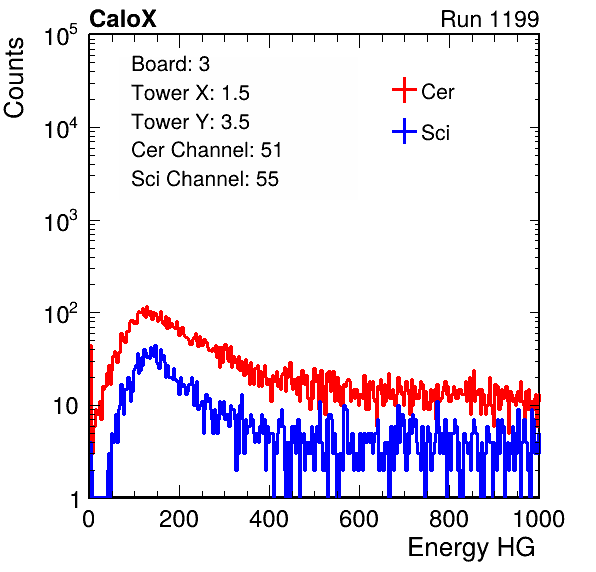 CaloX Run 1199
Counts
10^5
10^4
10^3
10^2
10
1
Board: 3
Tower X: 1.5
Tower Y: 3.5
Cer Channel: 51
Sci Channel: 55
Cer
Sci
0 200 400 600 800 1000
Energy HG